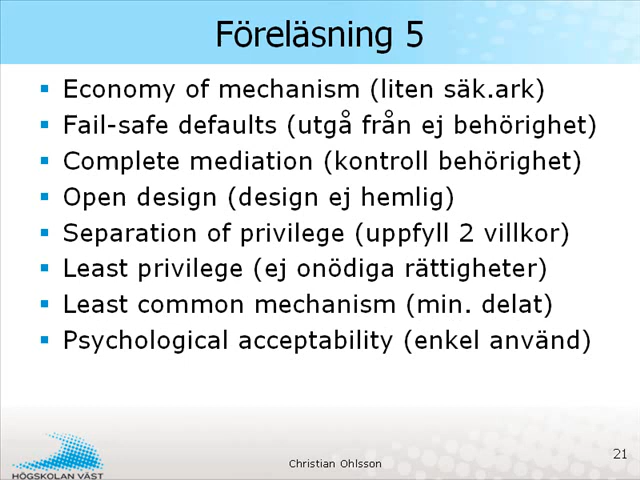 Föreläsning 5
Economy of mechanism (liten säk.ark)
Fail-safe defaults (utgå från ej behörighet)
Complete mediation (kontroll behörighet)
Open design (design ej hemlig)
Separation of privilege (uppfyll 2 villkor)
Least privilege (ej onödiga rättigheter)
Least common mechanism (min. delat)
Psychological acceptability (enkel använd)
21
Christian Ohlsson
HÖGSKOLAN VÄST